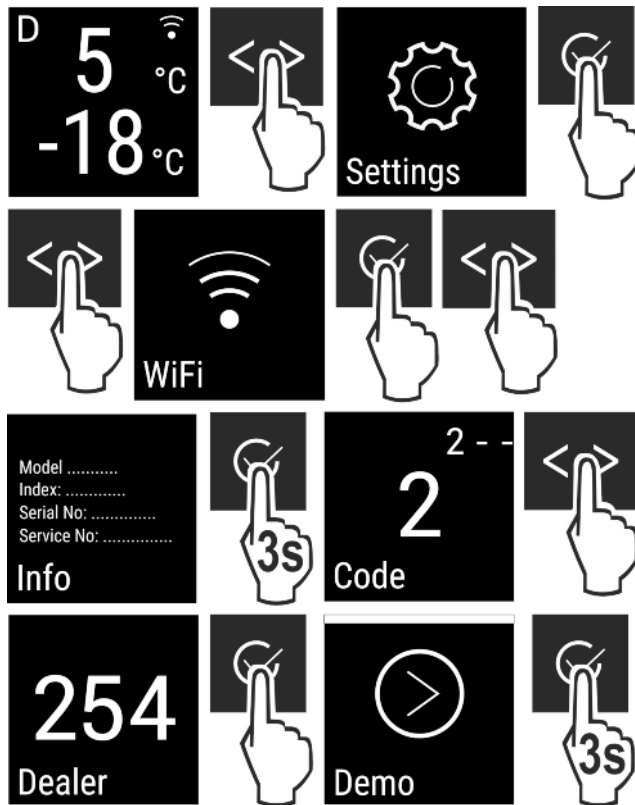 D
5 °C
-18 °C
< >
Settings
< >
WiFi
< >
Model ...........
Index: .............
Serial No: ..............
Service No: ...............
Info
3s
2 - -
2
Code
< >
254
Dealer
>
Demo
3s